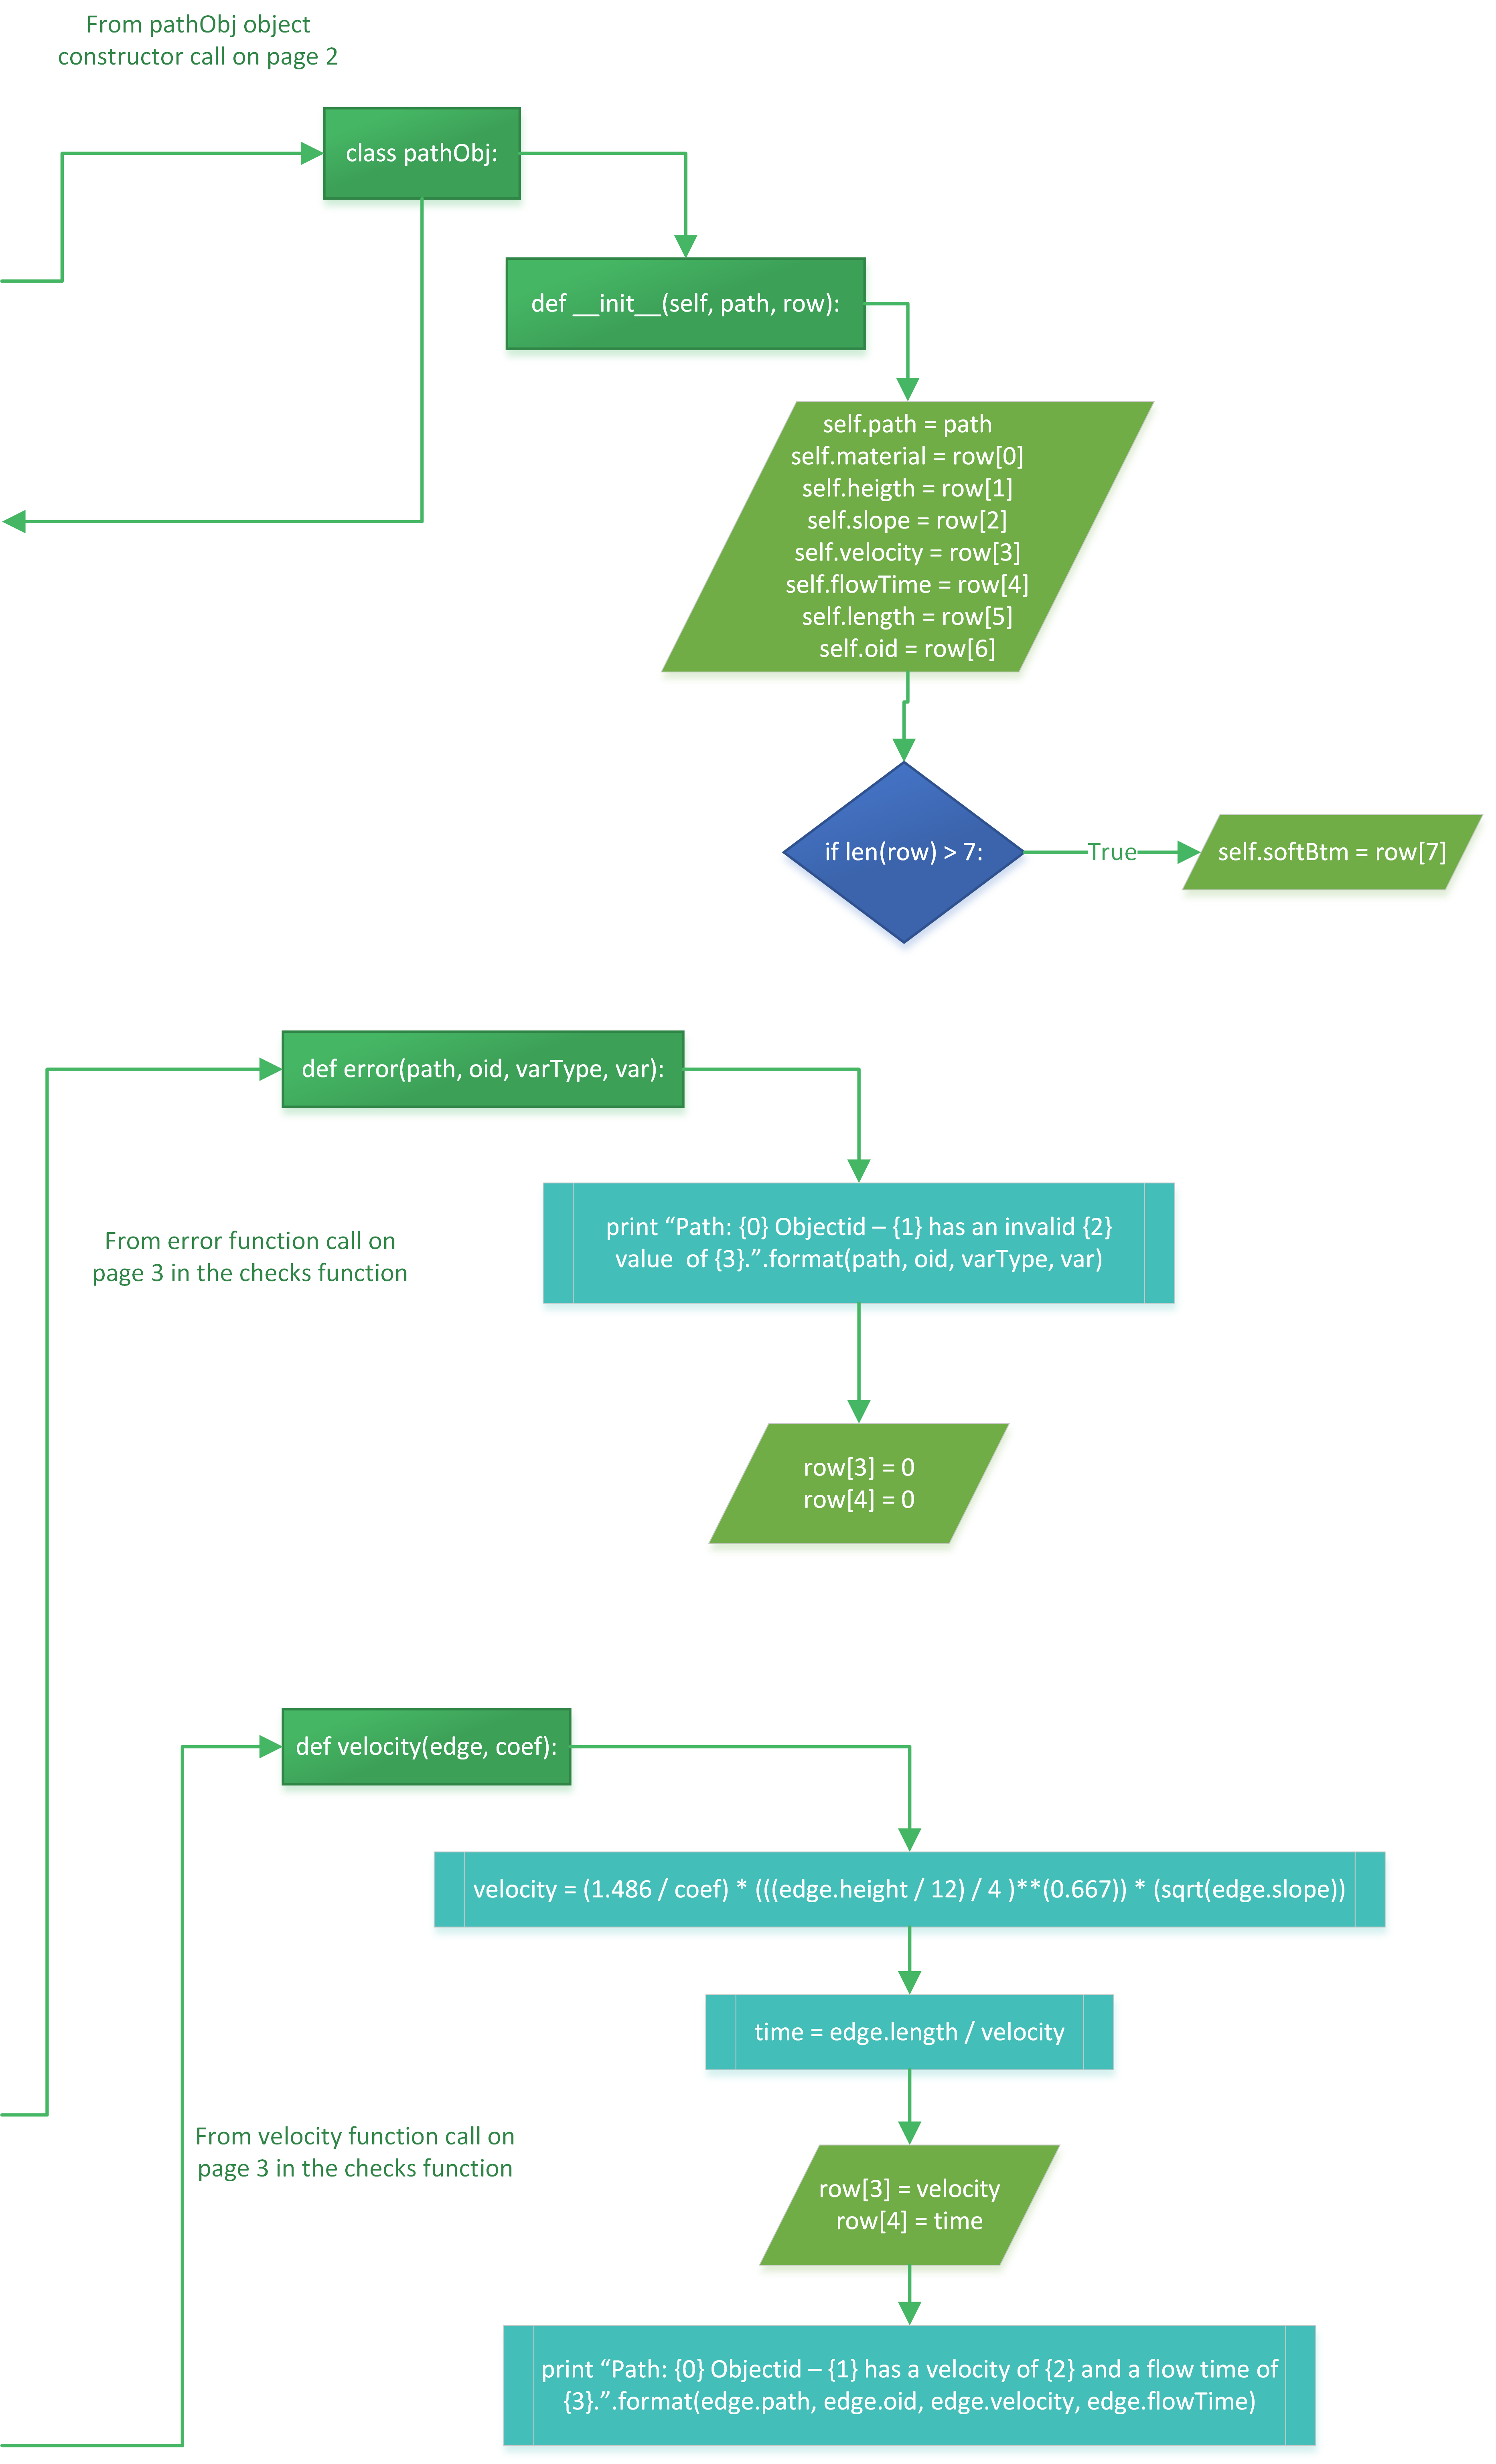 From pathObj object
constructor call on page 2
class pathObj:
def __init__(self, path, row):
self.path = path
self.material = row[0]
self.heigth = row[1]
self.slope = row[2]
self.velocity = row[3]
self.flowTime = row[4]
self.length = row[5]
self.oid = row[6]
if len(row) > 7:
True
self.softBtm = row[7]
def error(path, oid, varType, var):
print “Path: {0} Objectid – {1} has an invalid {2}
value  of {3}.”.format(path, oid, varType, var)
From error function call on
page 3 in the checks function
row[3] = 0
row[4] = 0
def velocity(edge, coef):
velocity = (1.486 / coef) * (((edge.height / 12) / 4 )**(0.667)) * (sqrt(edge.slope))
time = edge.length / velocity
From velocity function call on
page 3 in the checks function
row[3] = velocity
row[4] = time
print “Path: {0} Objectid – {1} has a velocity of {2} and a flow time of
{3}.”.format(edge.path, edge.oid, edge.velocity, edge.flowTime)